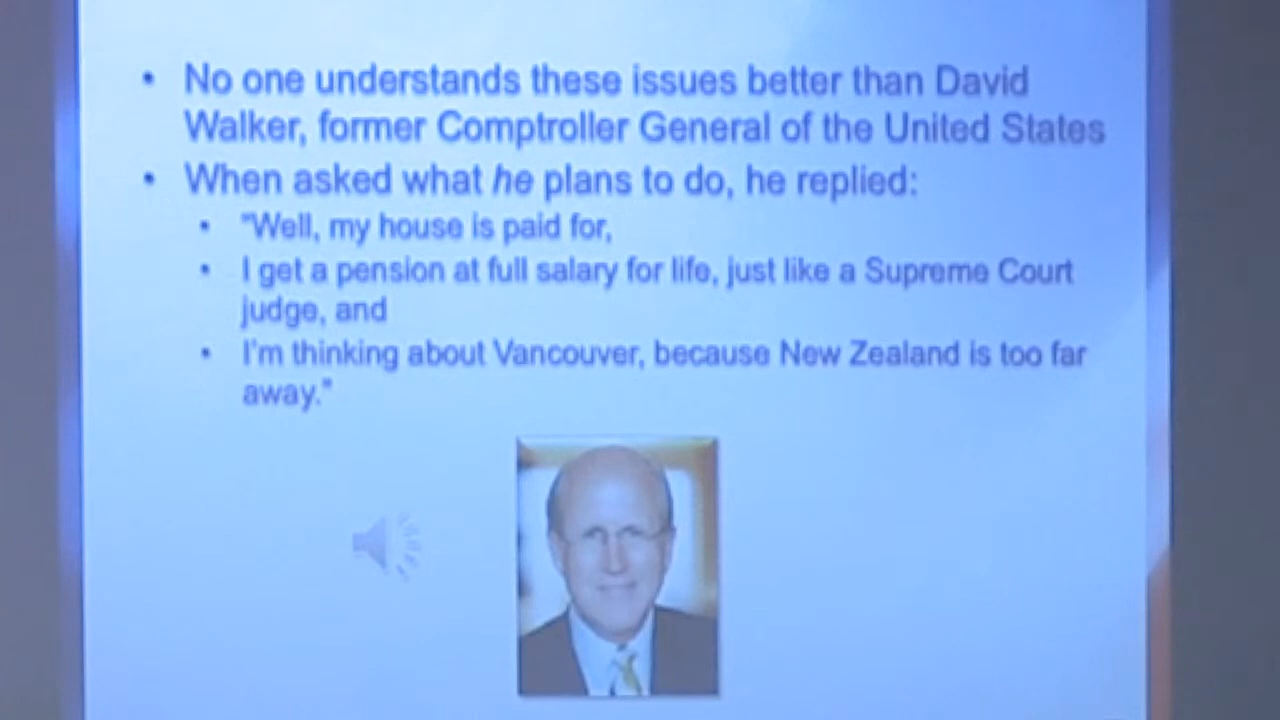 • No one understands these issues better than David
Walker, former Comptroller General of the United States
• When asked what he plans to do, he replied:
• "Well, my house is paid for,
• I get a pension at full salary for life, just like a Supreme Court
judge, and
• I'm thinking about Vancouver, because New Zealand is too far
away."